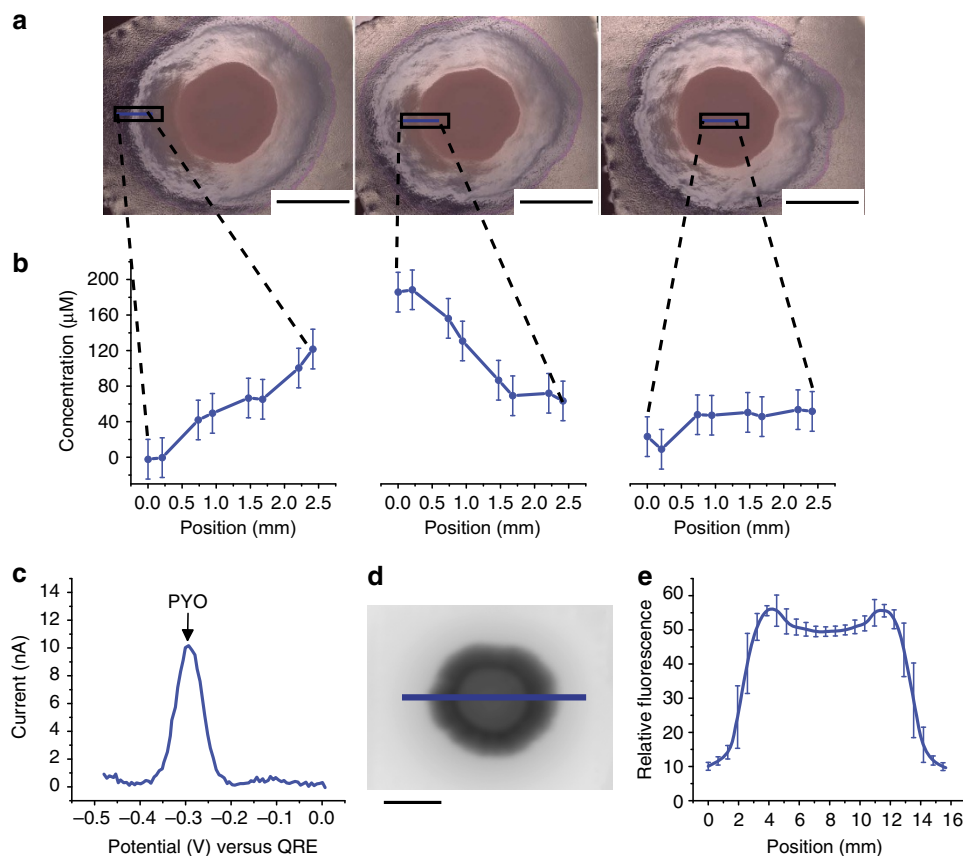 a
b
Concentration (µM)
200
160
120
80
40
0
0.0 0.5 1.0 1.5 2.0 2.5
Position (mm)
0.0 0.5 1.0 1.5 2.0 2.5
Position (mm)
0.0 0.5 1.0 1.5 2.0 2.5
Position (mm)
c
Current (nA)
14
12
10
8
6
4
2
0
PYO
–0.5 –0.4 –0.3 –0.2 –0.1 0.0
Potential (V) versus QRE
d
e
Relative fluorescence
60
50
40
30
20
10
0
0 2 4 6 8 10 12 14 16
Position (mm)